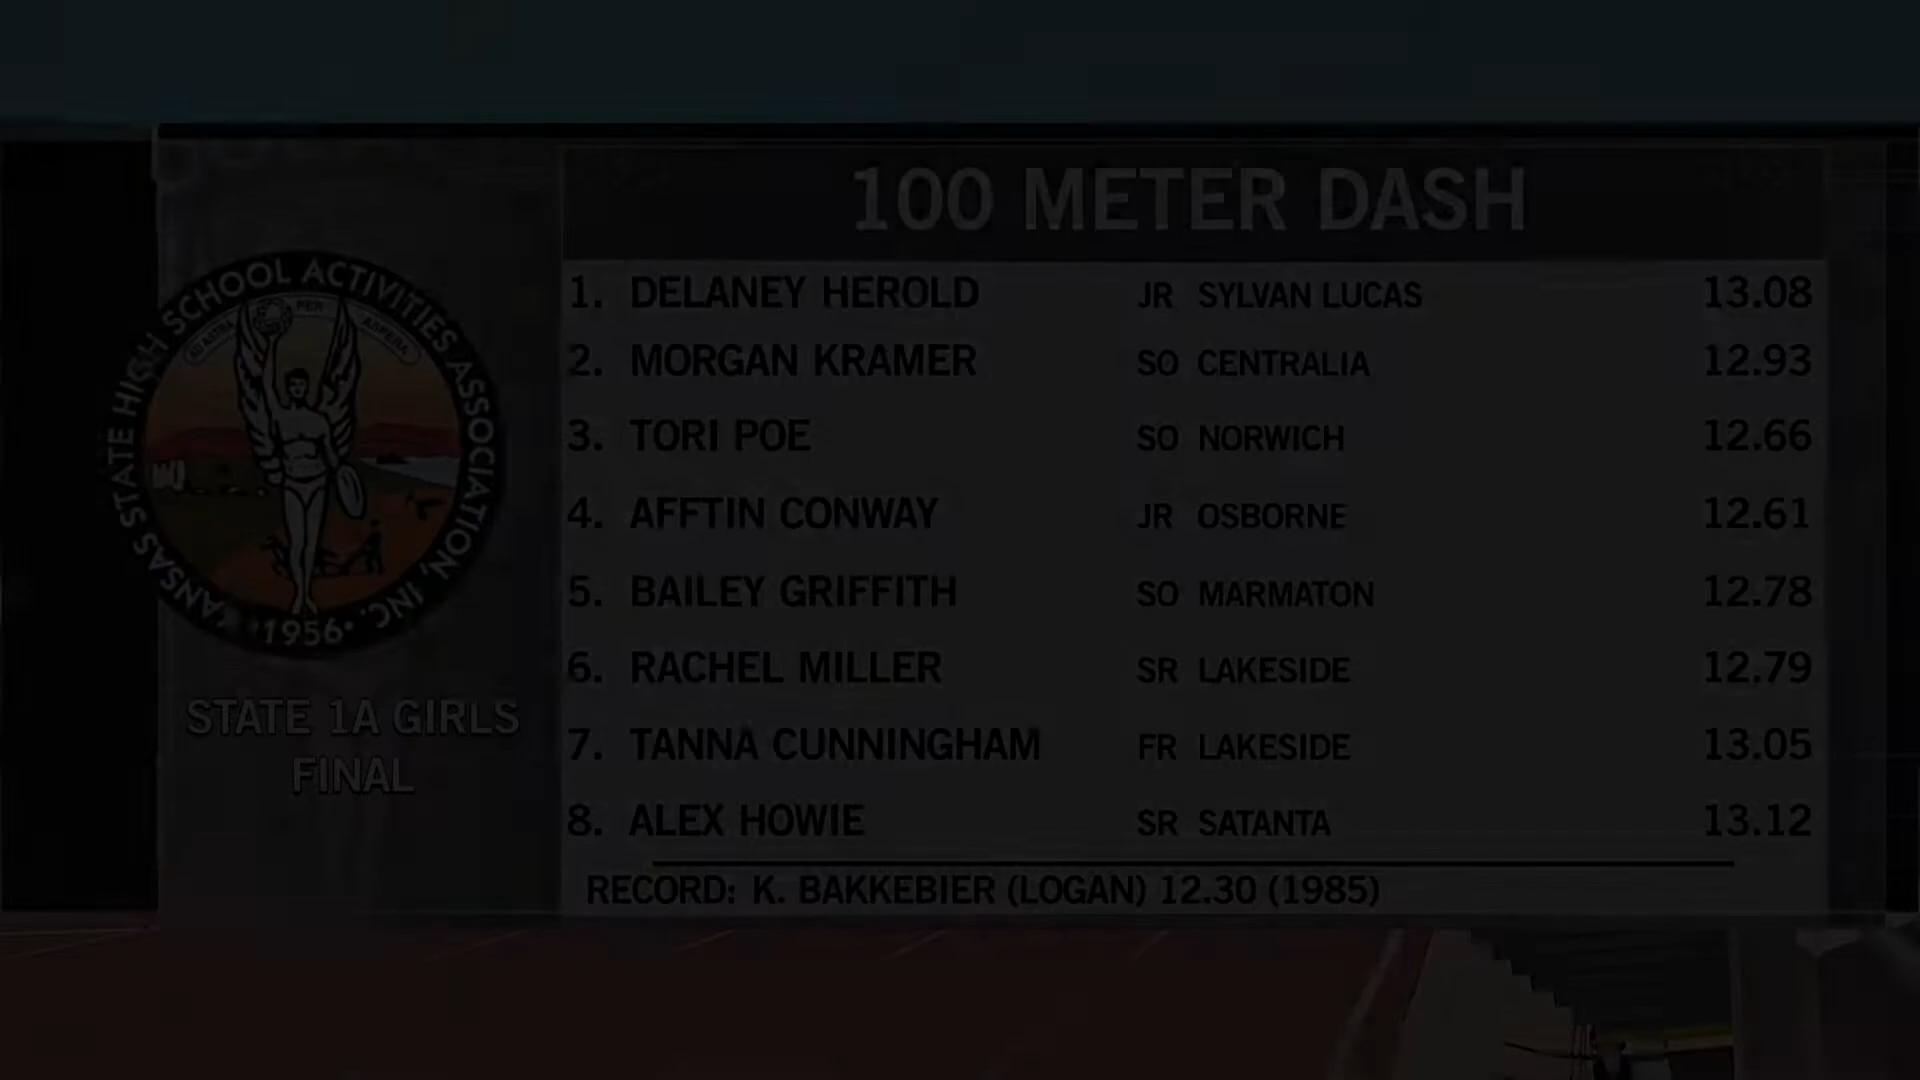 100 METER DASH
KANSAS STATE HIGH SCHOOL ACTIVITIES ASSOCIATION, INC.
AD ASTRA PER ASPERA
•1956•
STATE 1A GIRLS
FINAL
1. DELANEY HEROLD JR SYLVAN LUCAS 13.08
2. MORGAN KRAMER SO CENTRALIA 12.93
3. TORI POE SO NORWICH 12.66
4. AFFTIN CONWAY JR OSBORNE 12.61
5. BAILEY GRIFFITH SO MARMATON 12.78
6. RACHEL MILLER SR LAKESIDE 12.79
7. TANNA CUNNINGHAM FR LAKESIDE 13.05
8. ALEX HOWIE SR SATANTA 13.12
RECORD: K. BAKKEBIER (LOGAN) 12.30 (1985)